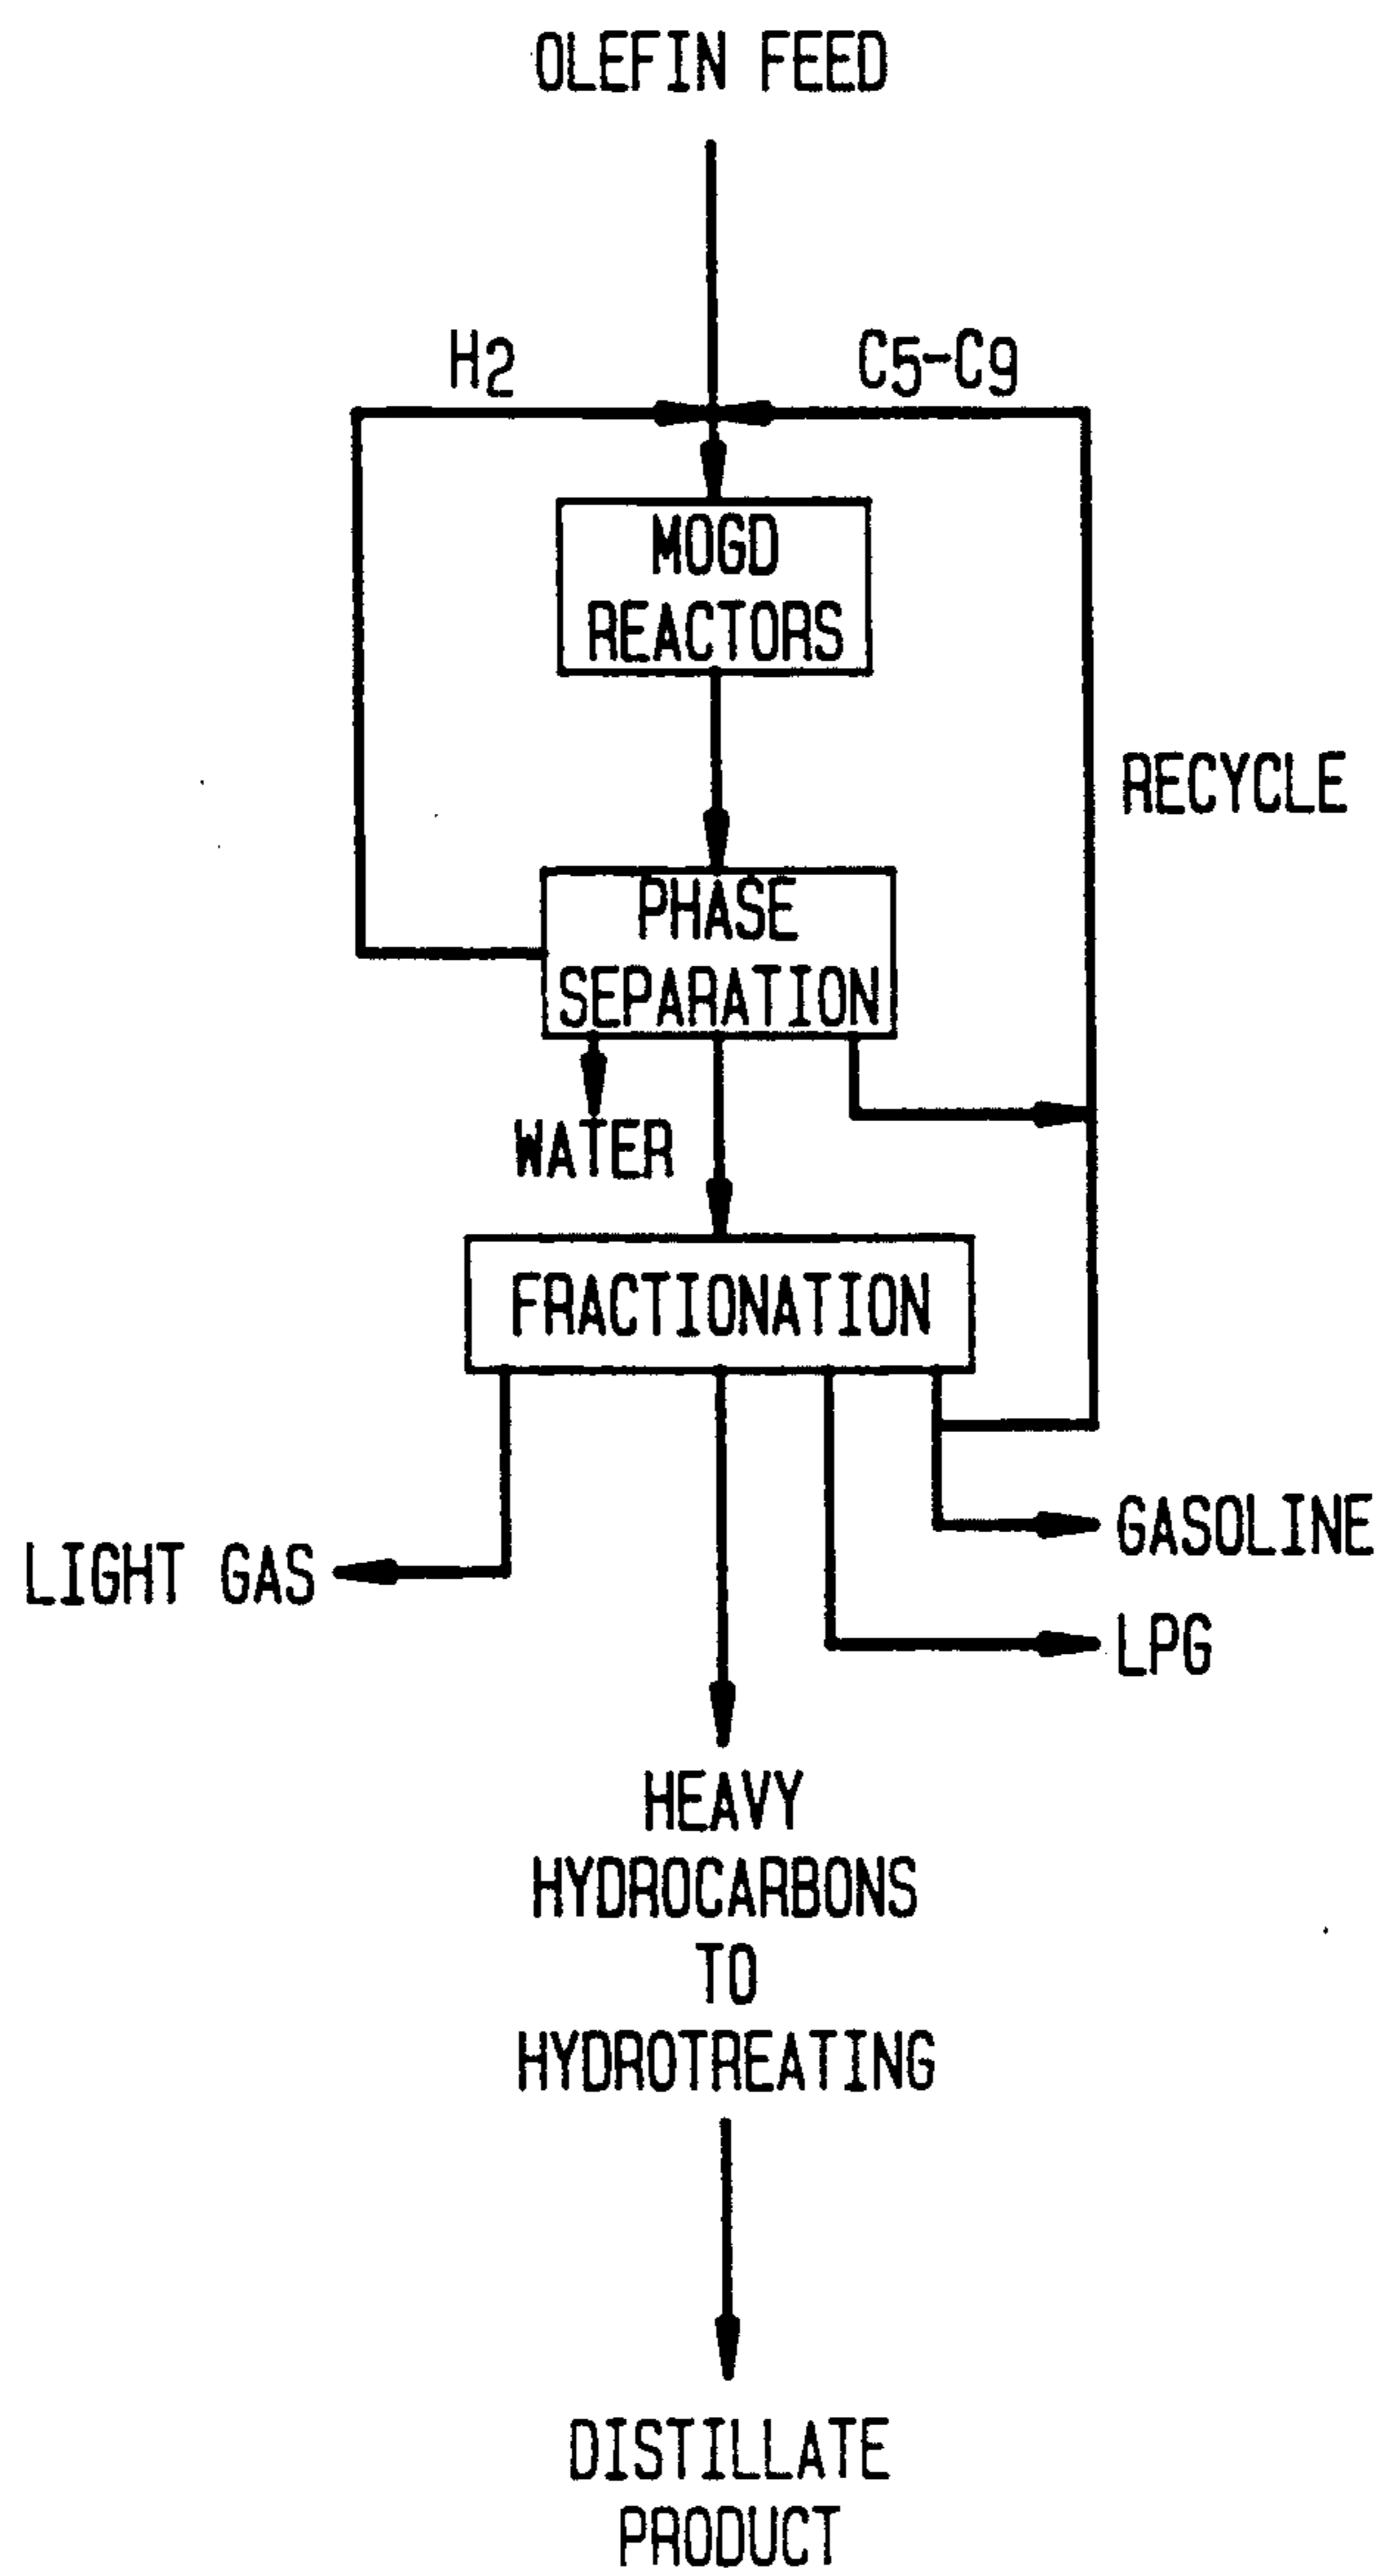 OLEFIN FEED
H2
C5-C9
MOGD
REACTORS
RECYCLE
PHASE
SEPARATION
WATER
FRACTIONATION
GASOLINE
LIGHT GAS
LPG
HEAVY
HYDROCARBONS
TO
HYDROTREATING
DISTILLATE
PRODUCT